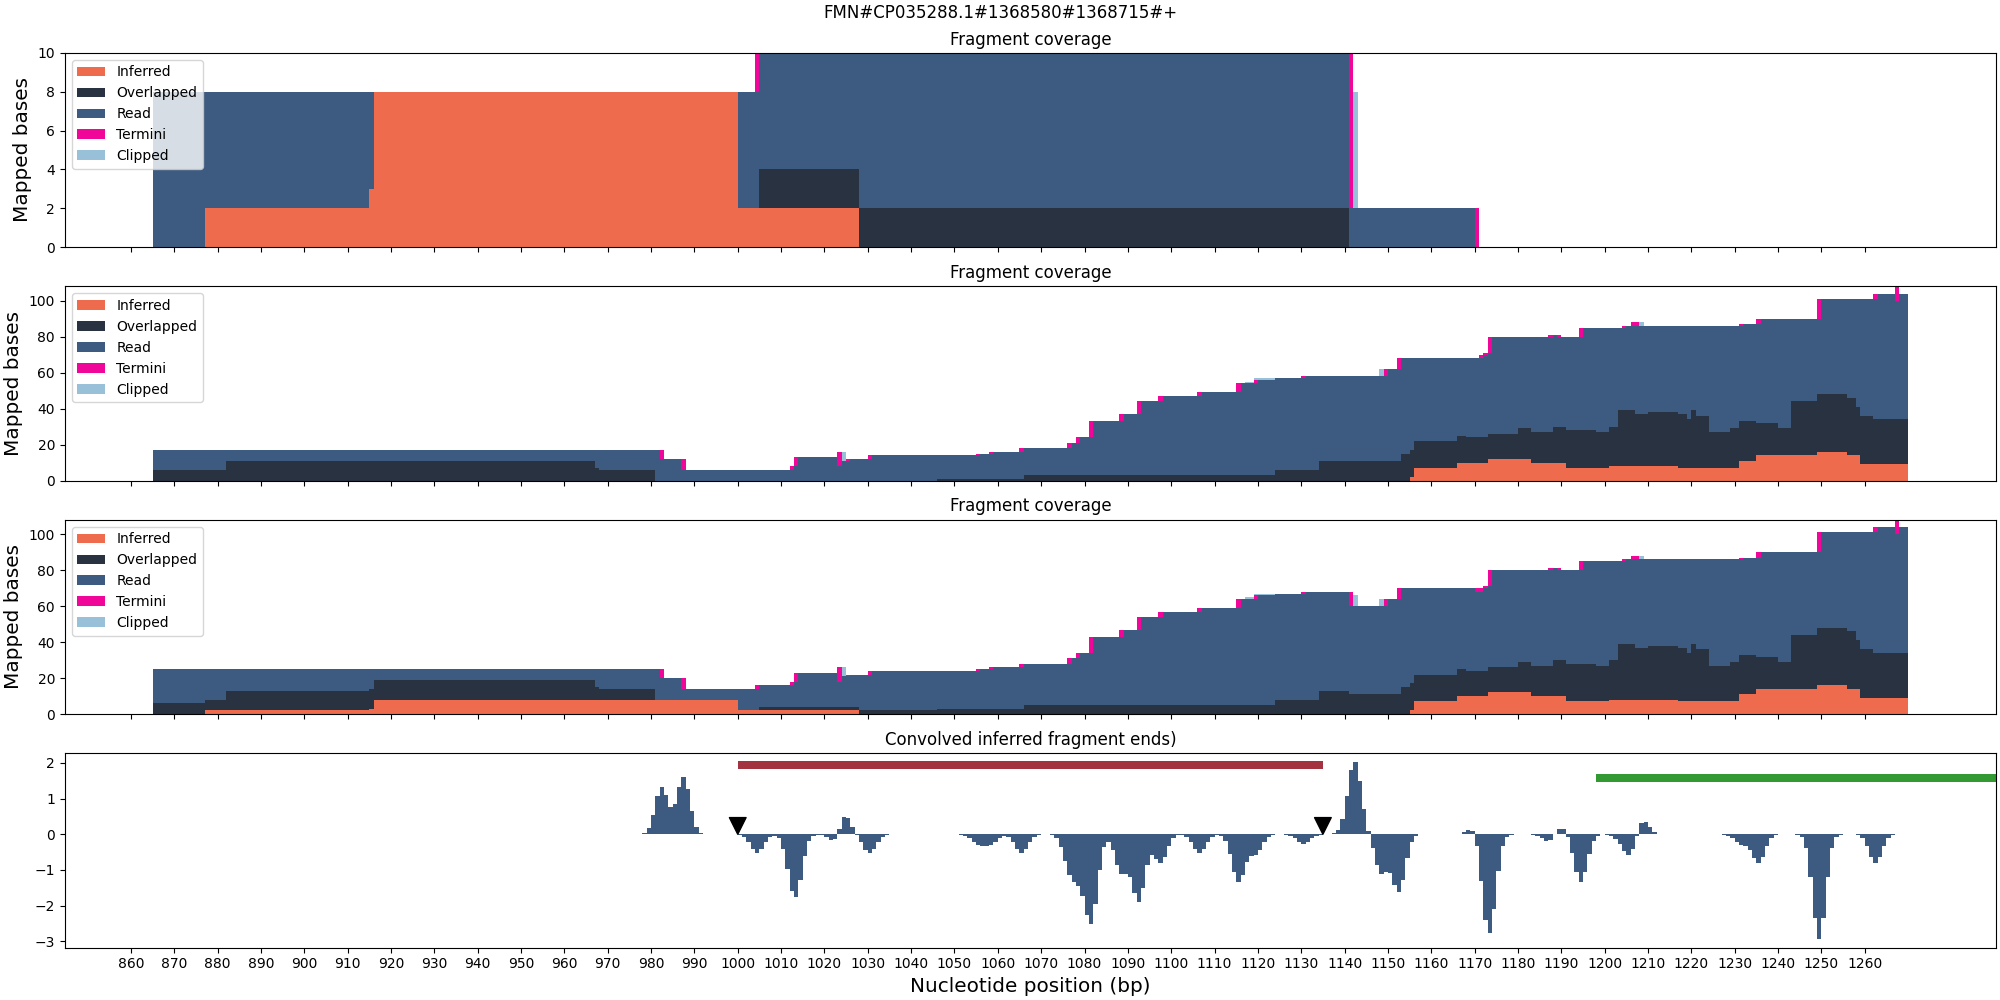 FMN#CP035288.1#1368580#1368715#+
Fragment coverage
Mapped bases
10
8
6
4
2
0
Inferred
Overlapped
Read
Termini
Clipped
Fragment coverage
Mapped bases
100
80
60
40
20
0
Inferred
Overlapped
Read
Termini
Clipped
Fragment coverage
Mapped bases
100
80
60
40
20
0
Inferred
Overlapped
Read
Termini
Clipped
Convolved inferred fragment ends)
2
1
0
−1
−2
−3
860 870 880 890 900 910 920 930 940 950 960 970 980 990 1000 1010 1020 1030 1040 1050 1060 1070 1080 1090 1100 1110 1120 1130 1140 1150 1160 1170 1180 1190 1200 1210 1220 1230 1240 1250 1260
Nucleotide position (bp)